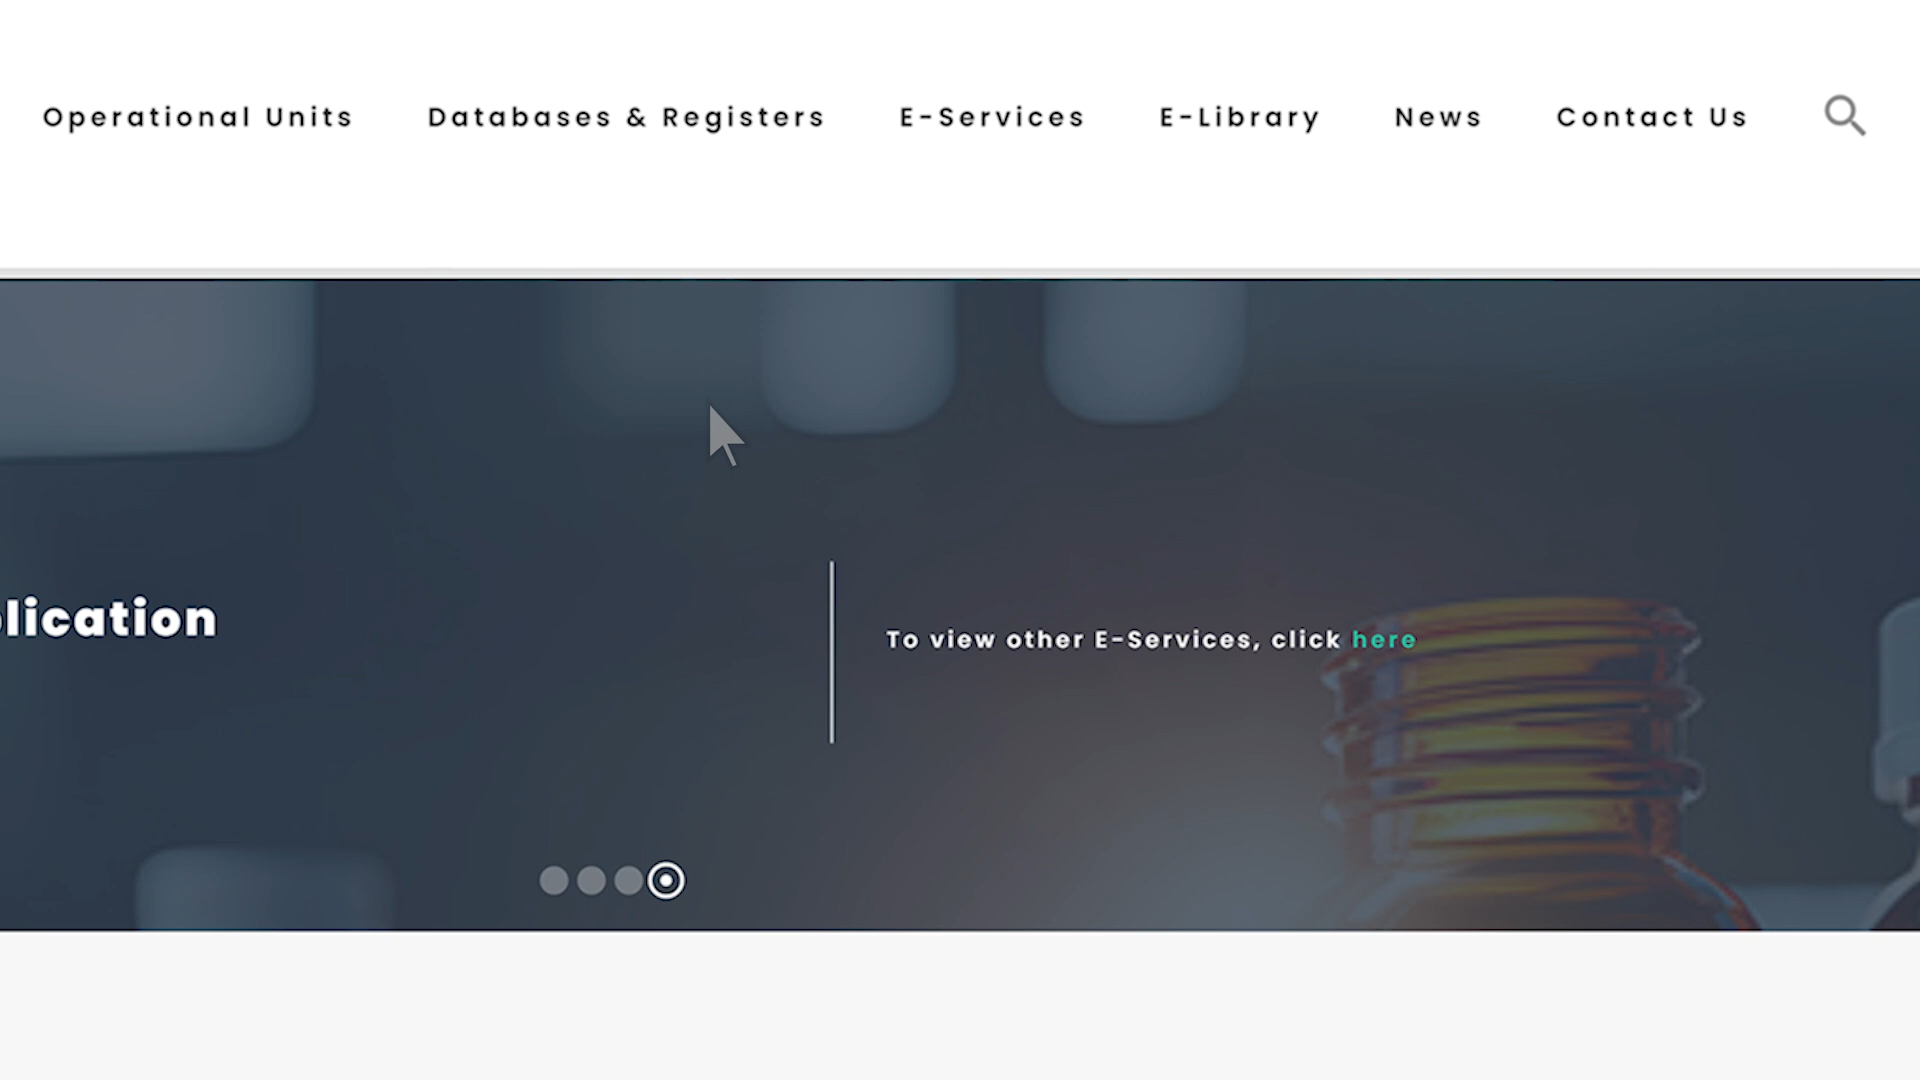 Operational Units Databases & Registers E-Services E-Library News Contact Us
lication
To view other E-Services, click here